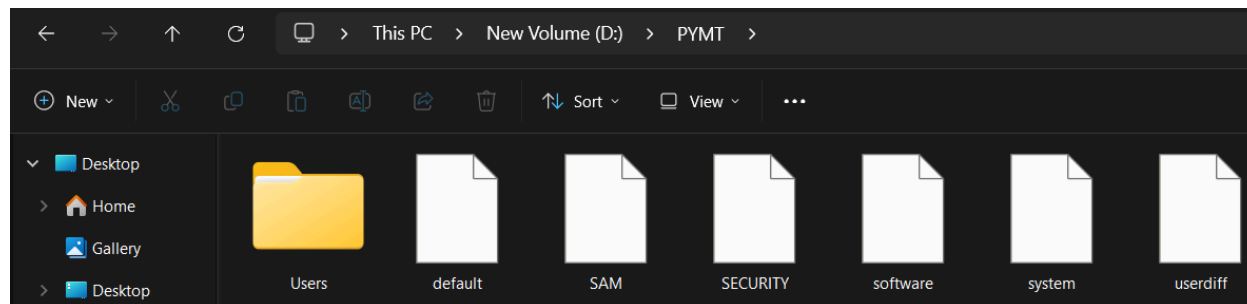 This PC > New Volume (D:) > PYMT >
New Sort View
Desktop
Home
Gallery
Desktop
Users default SAM SECURITY software system userdiff